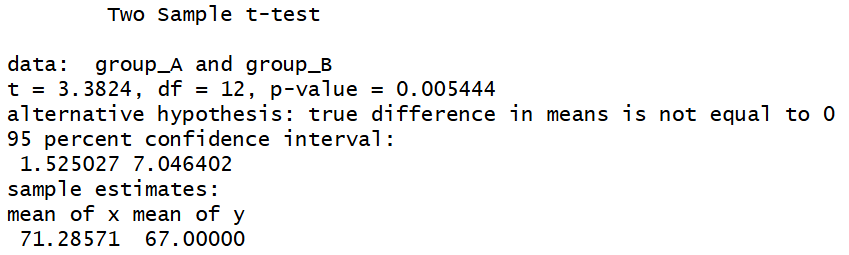 Two Sample t-test
data:  group_A and group_B
t = 3.3824, df = 12, p-value = 0.005444
alternative hypothesis: true difference in means is not equal to 0
95 percent confidence interval:
 1.525027 7.046402
sample estimates:
mean of x mean of y
 71.28571  67.00000